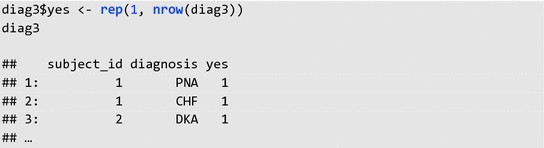 diag3$yes <- rep(1, nrow(diag3))
diag3
##    subject_id diagnosis yes
## 1:          1       PNA   1
## 2:          1       CHF   1
## 3:          2       DKA   1
## …